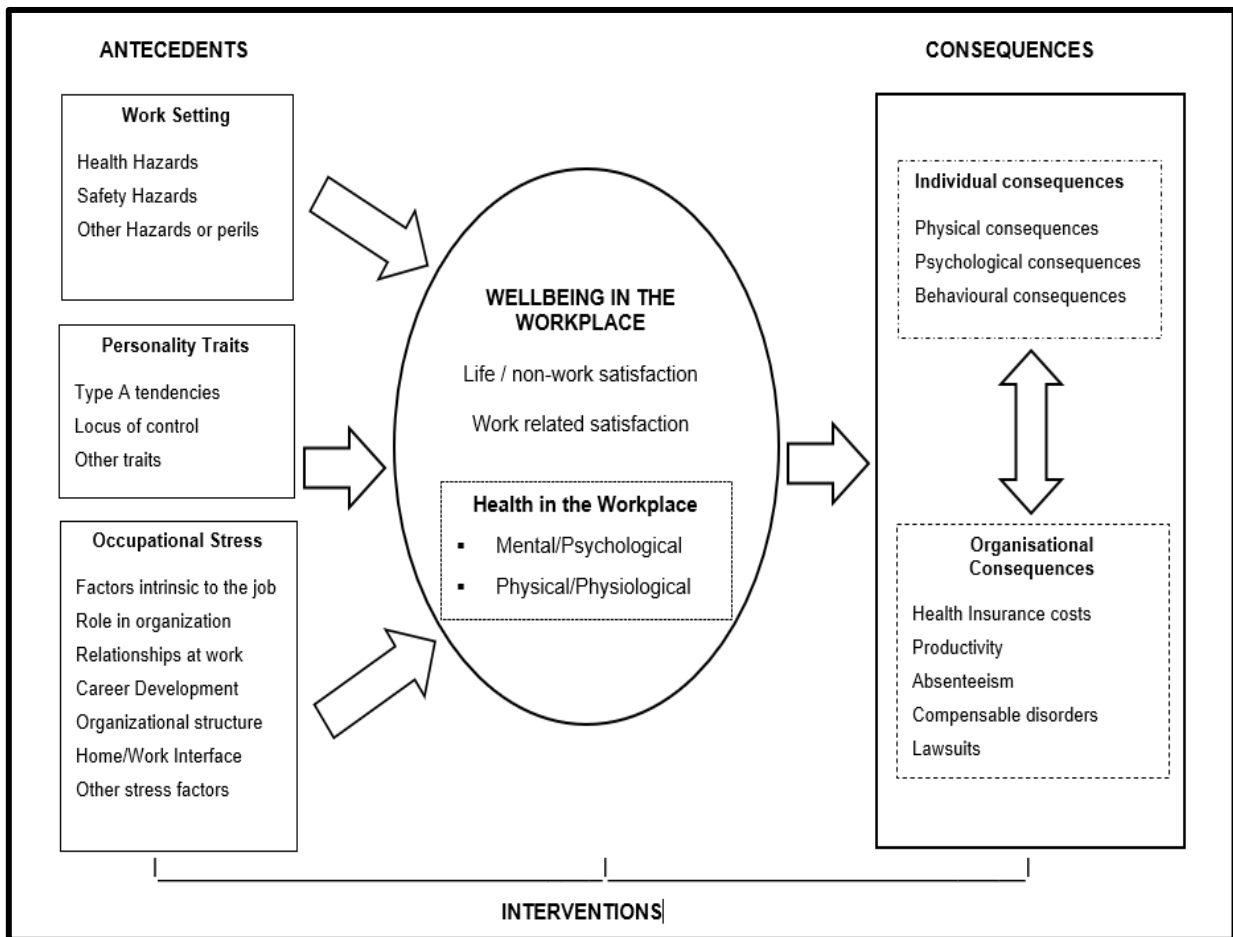 ANTECEDENTS
CONSEQUENCES
Work Setting
Health Hazards
Safety Hazards
Other Hazards or perils
Personality Traits
Type A tendencies
Locus of control
Other traits
Occupational Stress
Factors intrinsic to the job
Role in organization
Relationships at work
Career Development
Organizational structure
Home/Work Interface
Other stress factors
WELLBEING IN THE
WORKPLACE
Life / non-work satisfaction
Work related satisfaction
Health in the Workplace
▪ Mental/Psychological
▪ Physical/Physiological
Individual consequences
Physical consequences
Psychological consequences
Behavioural consequences
Organisational
Consequences
Health Insurance costs
Productivity
Absenteeism
Compensable disorders
Lawsuits
INTERVENTIONS